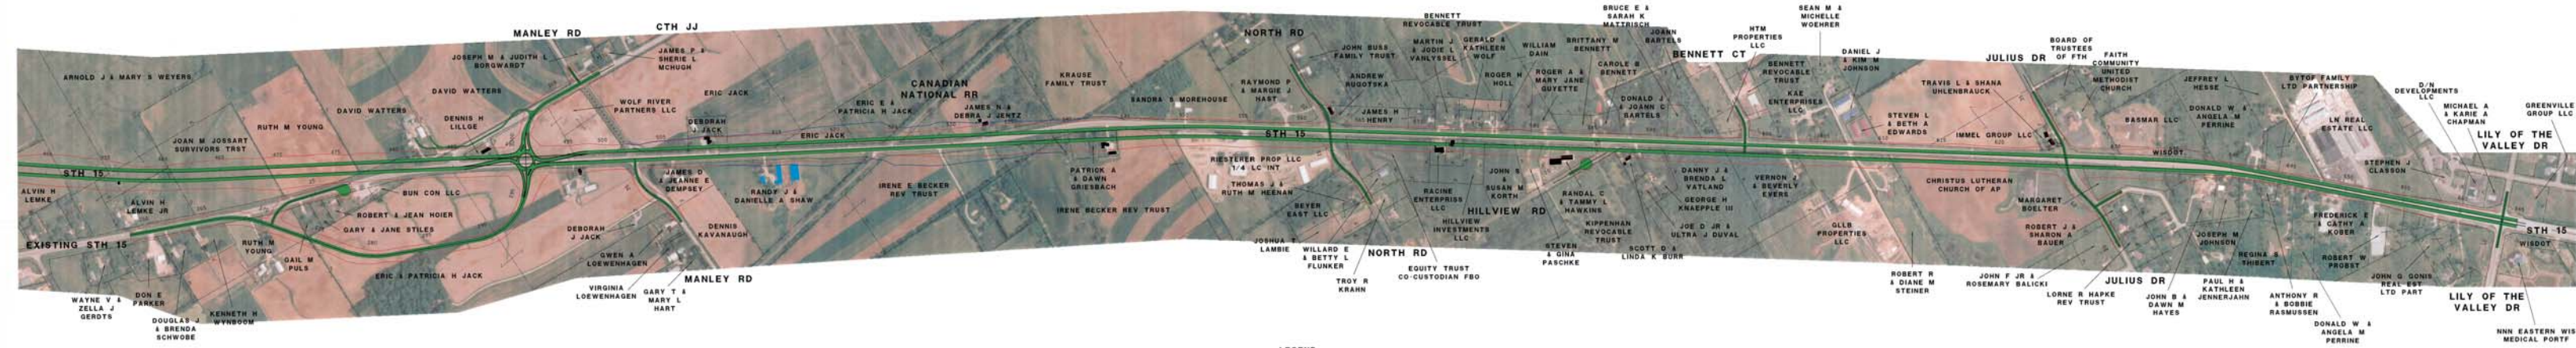 MANLEY RD
CTH JJ
JOSEPH M & JUDITH L
BORGWARDT
JAMES P &
SHERIE L
MCHUGH
ARNOLD J & MARY S WEYERS
DAVID WATTERS
DAVID WATTERS
DENNIS H
LILLGE
WOLF RIVER
PARTNERS LLC
ERIC JACK
RUTH M YOUNG
JOAN M JOSSART
SURVIVORS TRST
DEBORAH
J JACK
ERIC JACK
ERIC E &
PATRICIA H JACK
CANADIAN
NATIONAL RR
JAMES N &
DEBRA J JENTZ
KRAUSE
FAMILY TRUST
SANDRA S MOREHOUSE
NORTH RD
RAYMOND P
& MARGIE J
HAST
JOHN BUSS
FAMILY TRUST
ANDREW
RUGOTSKA
JAMES H
HENRY
BENNETT
REVOCABLE TRUST
MARTIN J
& JODIE L
VANLYSSEL
GERALD &
KATHLEEN
WOLF
ROGER H
HOLL
WILLIAM
DAIN
ROGER A &
MARY JANE
GUYETTE
BRITTANY M
BENNETT
BRUCE E &
SARAH K
MATTRISCH
CAROLE B
BENNETT
JOANN
BARTELS
DONALD J
& JOANN C
BARTELS
BENNETT CT
HTM
PROPERTIES
LLC
BENNETT
REVOCABLE
TRUST
KAE
ENTERPRISES
LLC
SEAN M &
MICHELLE
WOEHRER
DANIEL J
& KIM M
JOHNSON
STEVEN L
& BETH A
EDWARDS
TRAVIS L & SHANA
UHLENBRAUCK
IMMEL GROUP LLC
JULIUS DR
BOARD OF
TRUSTEES
OF FTH
FAITH
COMMUNITY
UNITED
METHODIST
CHURCH
BASMAR LLC
JEFFREY L
HESSE
DONALD W &
ANGELA M
PERRINE
BYTOF FAMILY
LTD PARTNERSHIP
LN REAL
ESTATE LLC
D/N
DEVELOPMENTS
LLC
MICHAEL A
& KARIE A
CHAPMAN
GREENVILLE
GROUP LLC
LILY OF THE
VALLEY DR
STEPHEN J
CLASSON
WISDOT
STH 15
STH 15
ALVIN H
LEMKE
ALVIN H
LEMKE JR
BUN CON LLC
ROBERT & JEAN HOIER
GARY & JANE STILES
EXISTING STH 15
RUTH M
YOUNG
GAIL M
PULS
ERIC & PATRICIA H JACK
WAYNE V &
ZELLA J
GERDTS
DON E
PARKER
DOUGLAS J
& BRENDA
SCHWOBE
KENNETH H
WYNBOOM
DEBORAH
J JACK
GWEN A
LOEWENHAGEN
VIRGINIA
LOEWENHAGEN
GARY T &
MARY L
HART
MANLEY RD
JAMES D
& JEANNE E
DEMPSEY
DENNIS
KAVANAUGH
RANDY J &
DANIELLE A SHAW
IRENE E BECKER
REV TRUST
IRENE BECKER REV TRUST
PATRICK A
& DAWN
GRIESBACH
RIESTERER PROP LLC
1/4 LC INT
THOMAS J &
RUTH M HEENAN
BEYER
EAST LLC
JOSHUA T
LAMBIE
WILLARD E
& BETTY L
FLUNKER
TROY R
KRAHN
NORTH RD
EQUITY TRUST
CO-CUSTODIAN FBO
RACINE
ENTERPRISS
LLC
HILLVIEW
INVESTMENTS
LLC
JOHN S
&
SUSAN M
KORTH
HILLVIEW RD
STEVEN
& GINA
PASCHKE
RANDAL C
& TAMMY L
HAWKINS
KIPPENHAN
REVOCABLE
TRUST
SCOTT D &
LINDA K BURR
DANNY J &
BRENDA L
VATLAND
GEORGE H
KNAEPPLE III
JOE D JR &
ULTRA J DUVAL
VERNON J
& BEVERLY
EVERS
GLLB
PROPERTIES
LLC
ROBERT R
& DIANE M
STEINER
CHRISTUS LUTHERAN
CHURCH OF AP
MARGARET
BOELTER
ROBERT J &
SHARON A
BAUER
JOHN F JR &
ROSEMARY BALICKI
LORNE R HAPKE
REV TRUST
JULIUS DR
JOHN B &
DAWN M
HAYES
JOSEPH M
JOHNSON
PAUL H &
KATHLEEN
JENNERJAHN
REGINA S
THIBERT
ANTHONY R
& BOBBIE
RASMUSSEN
DONALD W &
ANGELA M
PERRINE
FREDERICK E
& CATHY A
KOBER
ROBERT W
PROBST
JOHN G GONIS
REAL EST
LTD PART
LILY OF THE
VALLEY DR
STH 15
WISDOT
NNN EASTERN WIS
MEDICAL PORTF